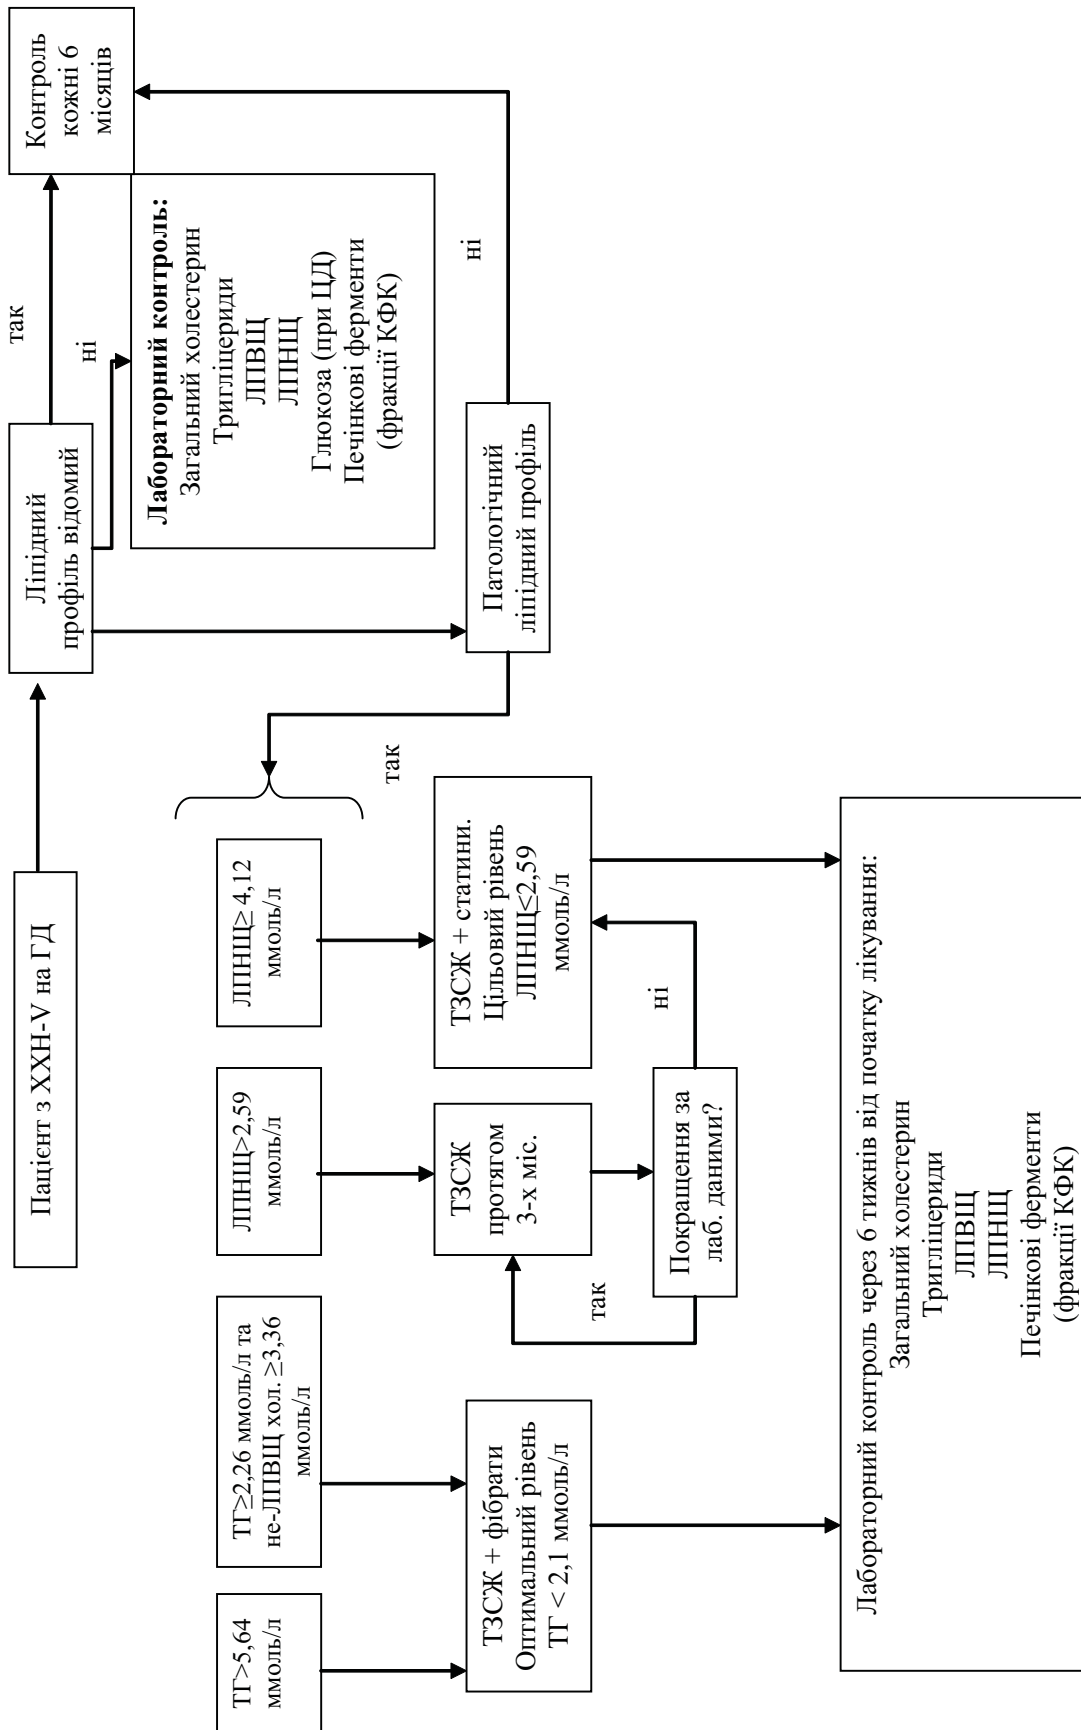 Пацієнт з ХХН-V на ГД
Ліпідний
профіль відомий
так
ні
Контроль
кожні 6
місяців
Лабораторний контроль:
Загальний холестерин
Тригліцериди
ЛПВЩ
ЛПНЩ
Глюкоза (при ЦД)
Печінкові ферменти
(фракції КФК)
Патологічний
ліпідний профіль
ні
так
ТГ>5,64
ммоль/л
ТГ≥2,26 ммоль/л та
не-ЛПВЩ хол. ≥3,36
ммоль/л
ЛПНЩ>2,59
ммоль/л
ЛПНЩ≥ 4,12
ммоль/л
ТЗСЖ + фібрати
Оптимальний рівень
ТГ < 2,1 ммоль/л
ТЗСЖ
протягом
3-х міс.
ТЗСЖ + статини.
Цільовий рівень
ЛПНЩ≤2,59
ммоль/л
так
Покращення за
лаб. даними?
ні
Лабораторний контроль через 6 тижнів від початку лікування:
Загальний холестерин
Тригліцериди
ЛПВЩ
ЛПНЩ
Печінкові ферменти
(фракції КФК)